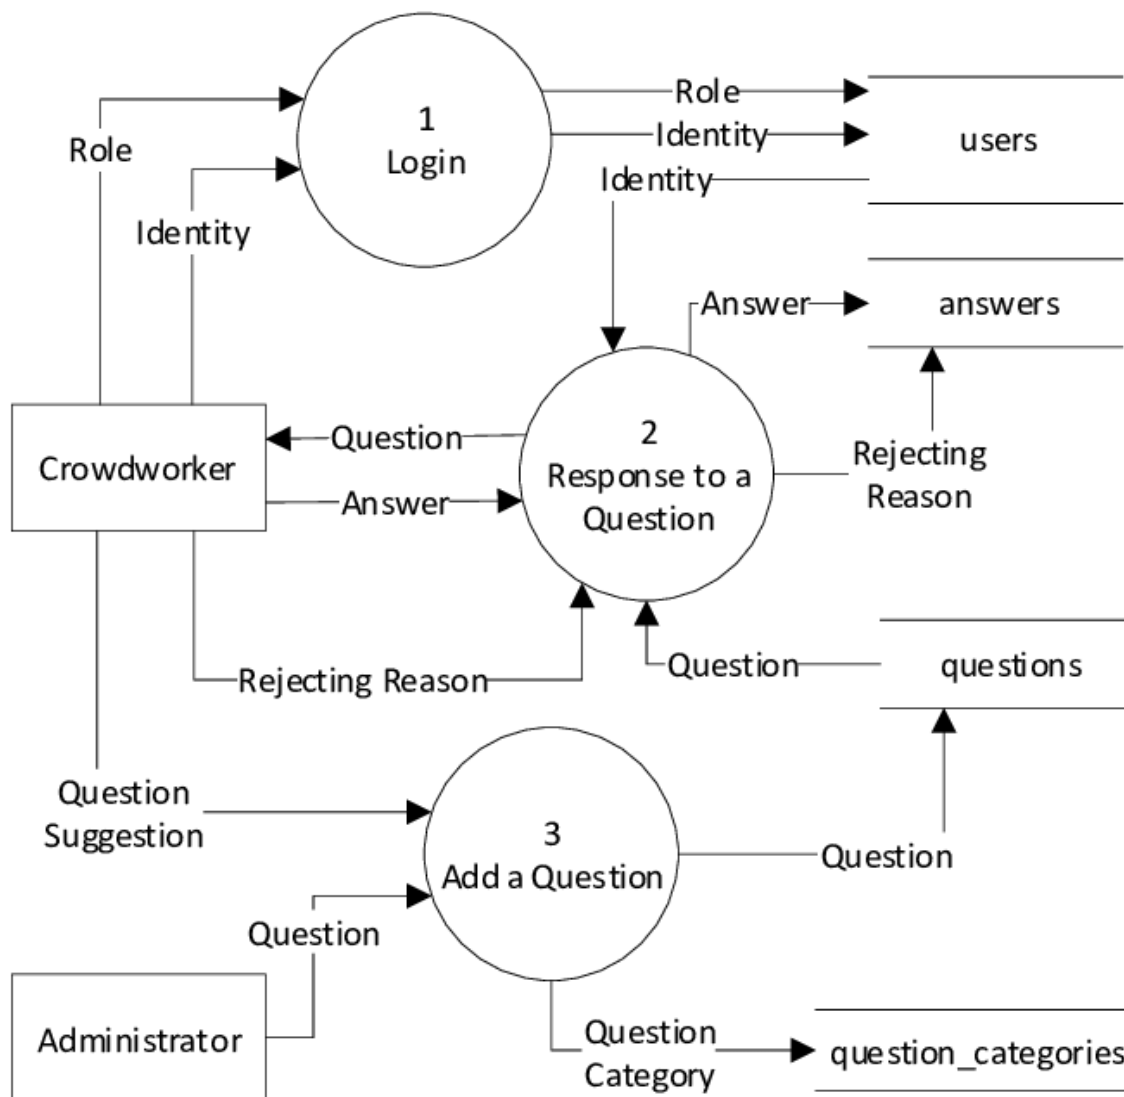 1
Login
Role
Identity
Role
Identity
Identity
users
Answer
answers
Crowdworker
Question
Answer
2
Response to a
Question
Rejecting
Reason
Rejecting Reason
Question
questions
Question
Suggestion
3
Add a Question
Question
Question
Administrator
Question
Category
question_categories